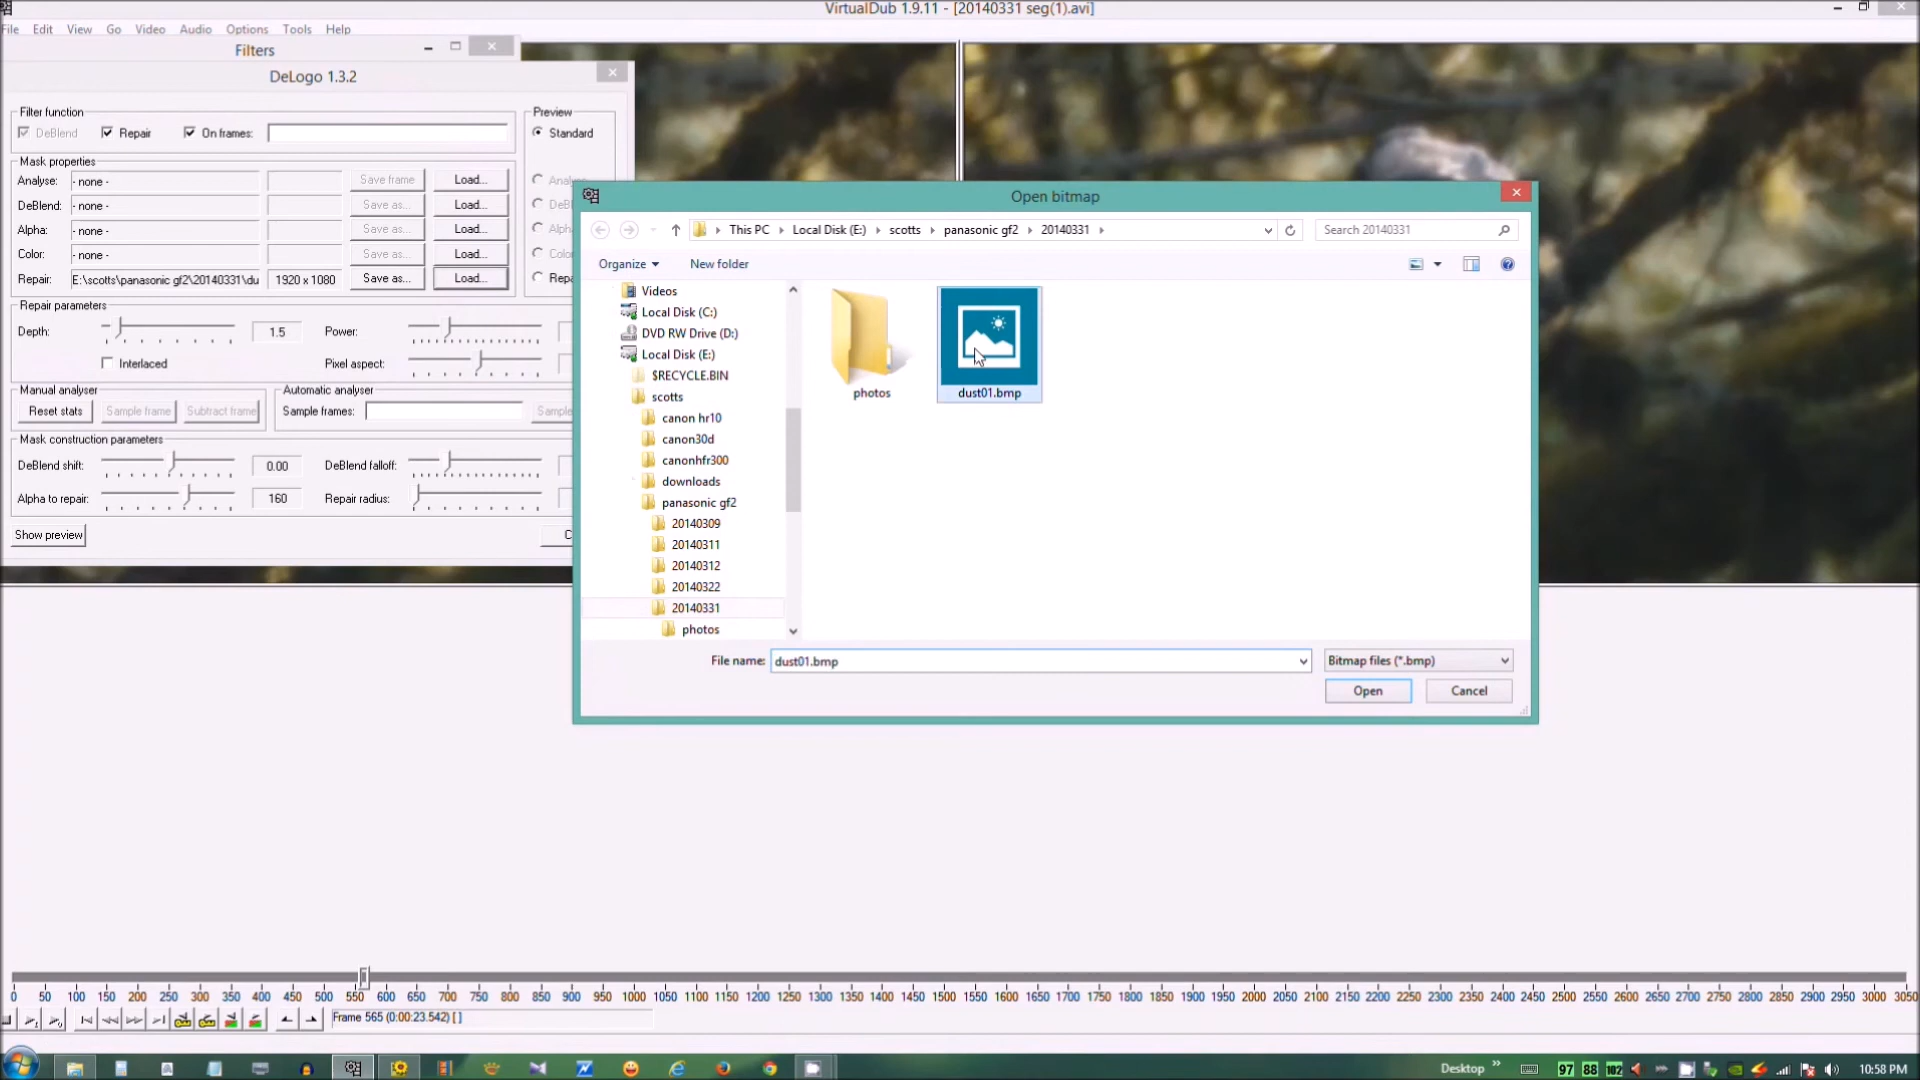 VirtualDub 1.9.11 - [20140331 seg(1).avi]
File Edit View Go Video Audio Options Tools Help
Filters
DeLogo 1.3.2
Filter function
DeBlend Repair On frames:
Preview
Standard
Mask properties
Analyse: - none - Save frame Load...
DeBlend: - none - Save as... Load...
Alpha: - none - Save as... Load...
Color: - none - Save as... Load...
Repair: E:\scotts\panasonic gf2\20140331\du 1920 x 1080 Save as... Load...
Repair parameters
Depth: 1.5 Power:
Interlaced Pixel aspect:
Manual analyser
Reset stats Sample frame Subtract frame
Automatic analyser
Sample frames:
Mask construction parameters
DeBlend shift: 0.00 DeBlend falloff:
Alpha to repair: 160 Repair radius:
Show preview
Open bitmap
This PC Local Disk (E:) scotts panasonic gf2 20140331
Search 20140331
Organize New folder
Videos
Local Disk (C:)
DVD RW Drive (D:)
Local Disk (E:)
$RECYCLE.BIN
scotts
canon hr10
canon30d
canonhfr300
downloads
panasonic gf2
20140309
20140311
20140312
20140322
20140331
photos
photos
dust01.bmp
File name: dust01.bmp
Bitmap files (*.bmp)
Open Cancel
0 50 100 150 200 250 300 350 400 450 500 550 600 650 700 750 800 850 900 950 1000 1050 1100 1150 1200 1250 1300 1350 1400 1450 1500 1550 1600 1650 1700 1750 1800 1850 1900 1950 2000 2050 2100 2150 2200 2250 2300 2350 2400 2450 2500 2550 2600 2650 2700 2750 2800 2850 2900 2950 3000 3050
Frame 565 (0:00:23.542) [ ]
Desktop 97 88 102 10:58 PM